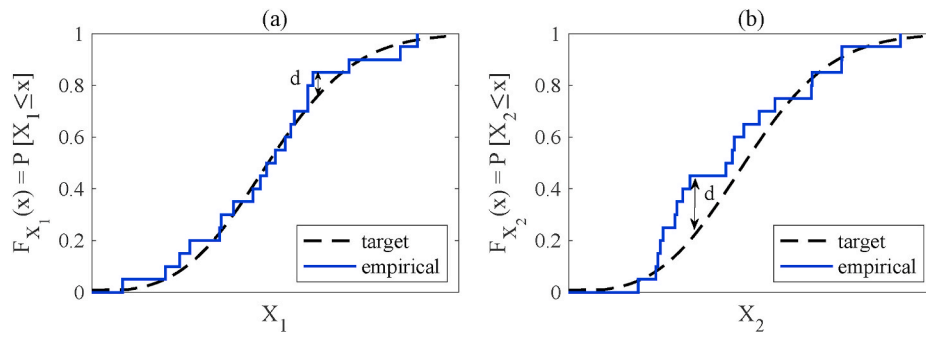 (a)
F_{X_1}(x) = P[X_1≤x]
1
0.8
0.6
0.4
0.2
0
d
target
empirical
X_1
(b)
F_{X_2}(x) = P[X_2≤x]
1
0.8
0.6
0.4
0.2
0
d
target
empirical
X_2